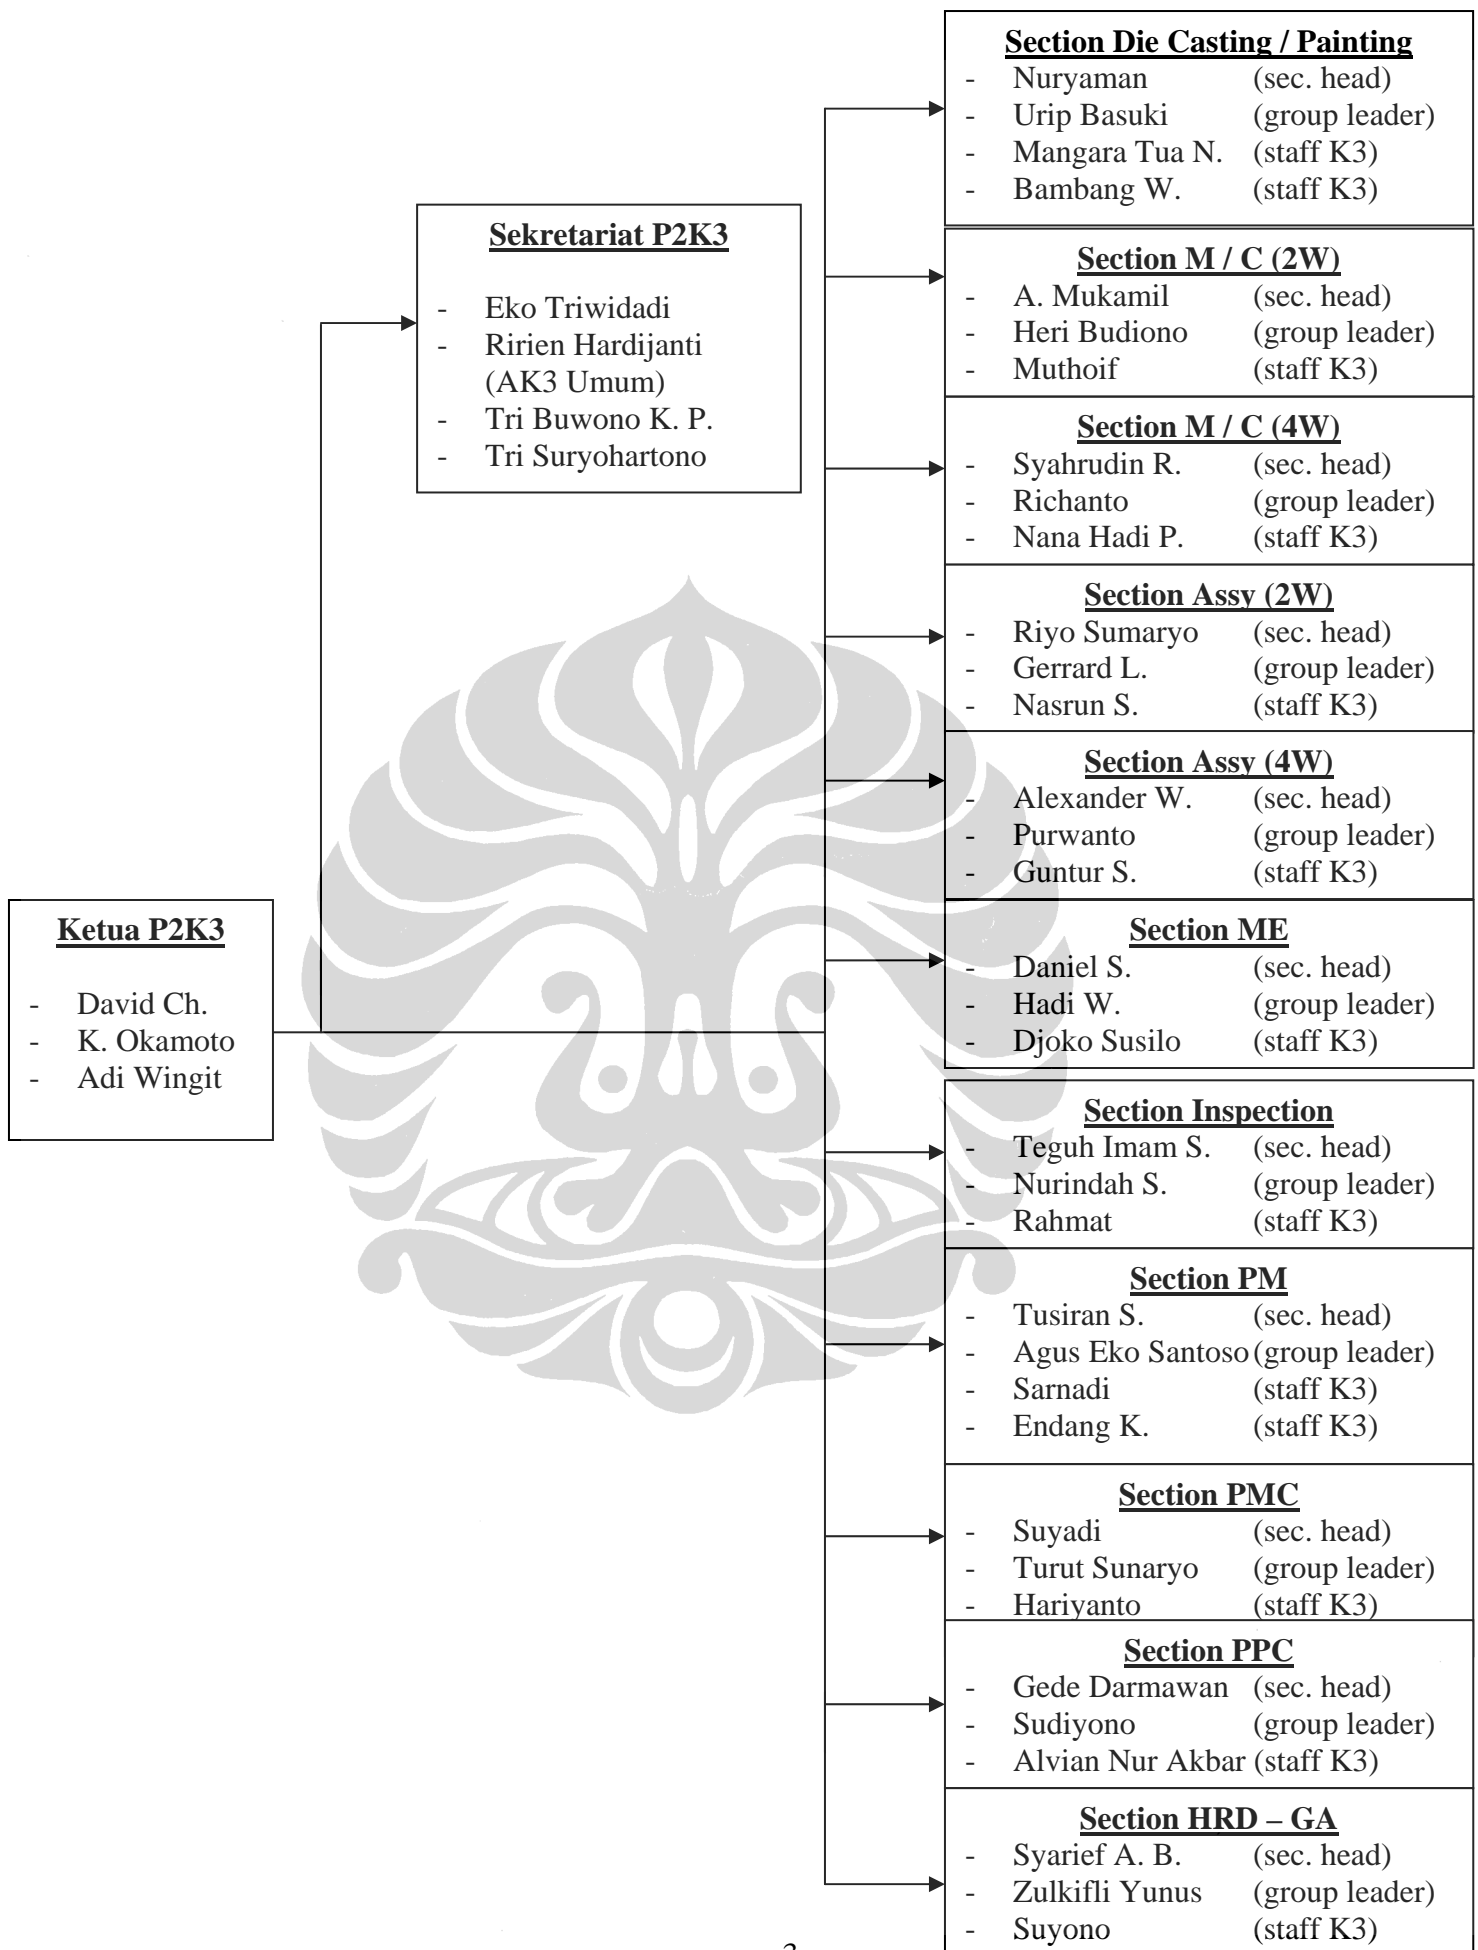 Section Die Casting / Painting
- Nuryaman (sec. head)
- Urip Basuki (group leader)
- Mangara Tua N. (staff K3)
- Bambang W. (staff K3)
Sekretariat P2K3
- Eko Triwidadi
- Ririen Hardijanti
(AK3 Umum)
- Tri Buwono K. P.
- Tri Suryohartono
Section M / C (2W)
- A. Mukamil (sec. head)
- Heri Budiono (group leader)
- Muthoif (staff K3)
Section M / C (4W)
- Syahrudin R. (sec. head)
- Richanto (group leader)
- Nana Hadi P. (staff K3)
Section Assy (2W)
- Riyo Sumaryo (sec. head)
- Gerrard L. (group leader)
- Nasrun S. (staff K3)
Section Assy (4W)
- Alexander W. (sec. head)
- Purwanto (group leader)
- Guntur S. (staff K3)
Ketua P2K3
- David Ch.
- K. Okamoto
- Adi Wingit
Section ME
- Daniel S. (sec. head)
- Hadi W. (group leader)
- Djoko Susilo (staff K3)
Section Inspection
- Teguh Imam S. (sec. head)
- Nurindah S. (group leader)
- Rahmat (staff K3)
Section PM
- Tusiran S. (sec. head)
- Agus Eko Santoso (group leader)
- Sarnadi (staff K3)
- Endang K. (staff K3)
Section PMC
- Suyadi (sec. head)
- Turut Sunaryo (group leader)
- Hariyanto (staff K3)
Section PPC
- Gede Darmawan (sec. head)
- Sudiyono (group leader)
- Alvian Nur Akbar (staff K3)
Section HRD – GA
- Syarief A. B. (sec. head)
- Zulkifli Yunus (group leader)
- Suyono (staff K3)